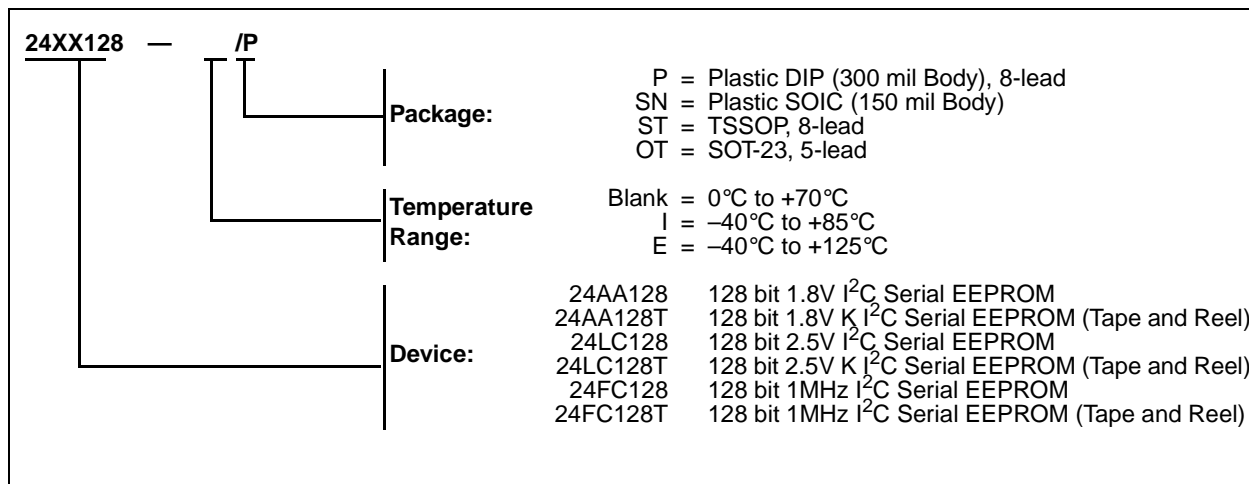 24XX128 — /P
Package:
P = Plastic DIP (300 mil Body), 8-lead
SN = Plastic SOIC (150 mil Body)
ST = TSSOP, 8-lead
OT = SOT-23, 5-lead
Temperature
Range:
Blank = 0°C to +70°C
I = –40°C to +85°C
E = –40°C to +125°C
Device:
24AA128 128 bit 1.8V I²C Serial EEPROM
24AA128T 128 bit 1.8V K I²C Serial EEPROM (Tape and Reel)
24LC128 128 bit 2.5V I²C Serial EEPROM
24LC128T 128 bit 2.5V K I²C Serial EEPROM (Tape and Reel)
24FC128 128 bit 1MHz I²C Serial EEPROM
24FC128T 128 bit 1MHz I²C Serial EEPROM (Tape and Reel)